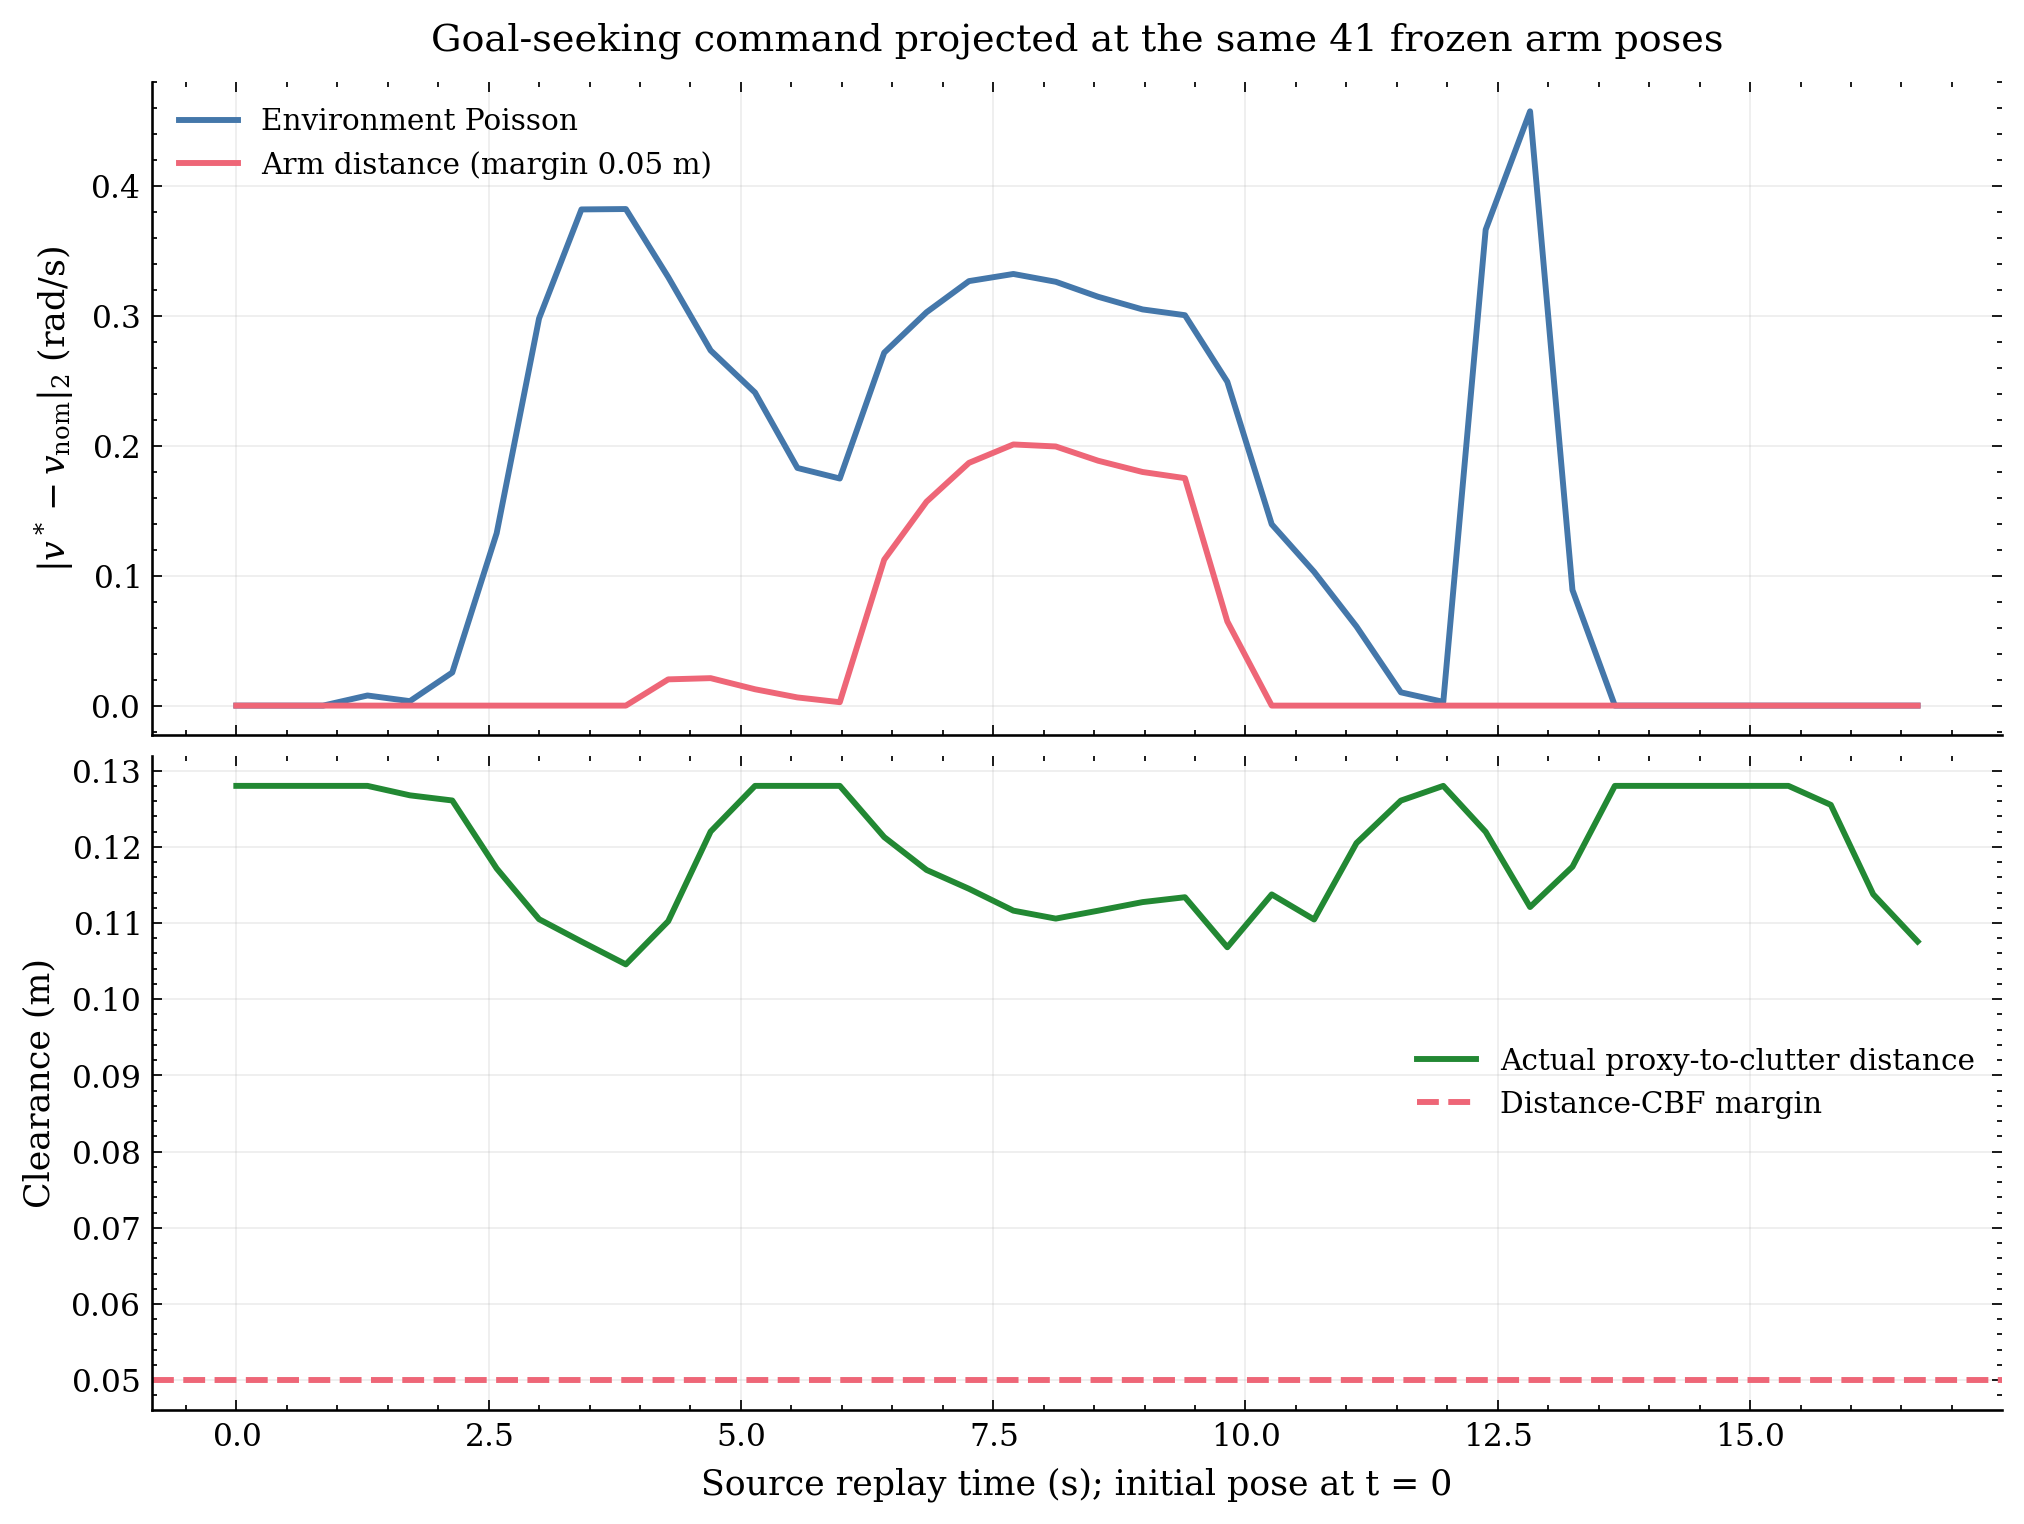 Goal-seeking command projected at the same 41 frozen arm poses
Environment Poisson
Arm distance (margin 0.05 m)
0.4
0.3
0.2
0.1
0.0
|v* − v_nom|₂ (rad/s)
0.13
0.12
0.11
0.10
0.09
0.08
0.07
0.06
0.05
Clearance (m)
Actual proxy-to-clutter distance
Distance-CBF margin
0.0 2.5 5.0 7.5 10.0 12.5 15.0
Source replay time (s); initial pose at t = 0